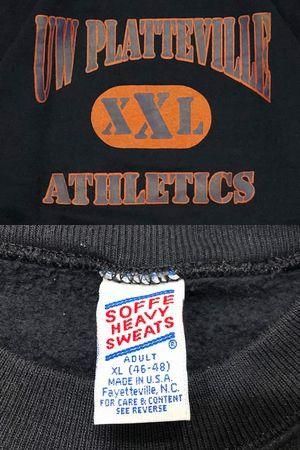 UW PLATTEVILLE
XXL
ATHLETICS
SOFFE
HEAVY
SWEATS
®
ADULT
XL (46-48)
MADE IN U.S.A.
Fayetteville, N.C.
FOR CARE & CONTENT
SEE REVERSE